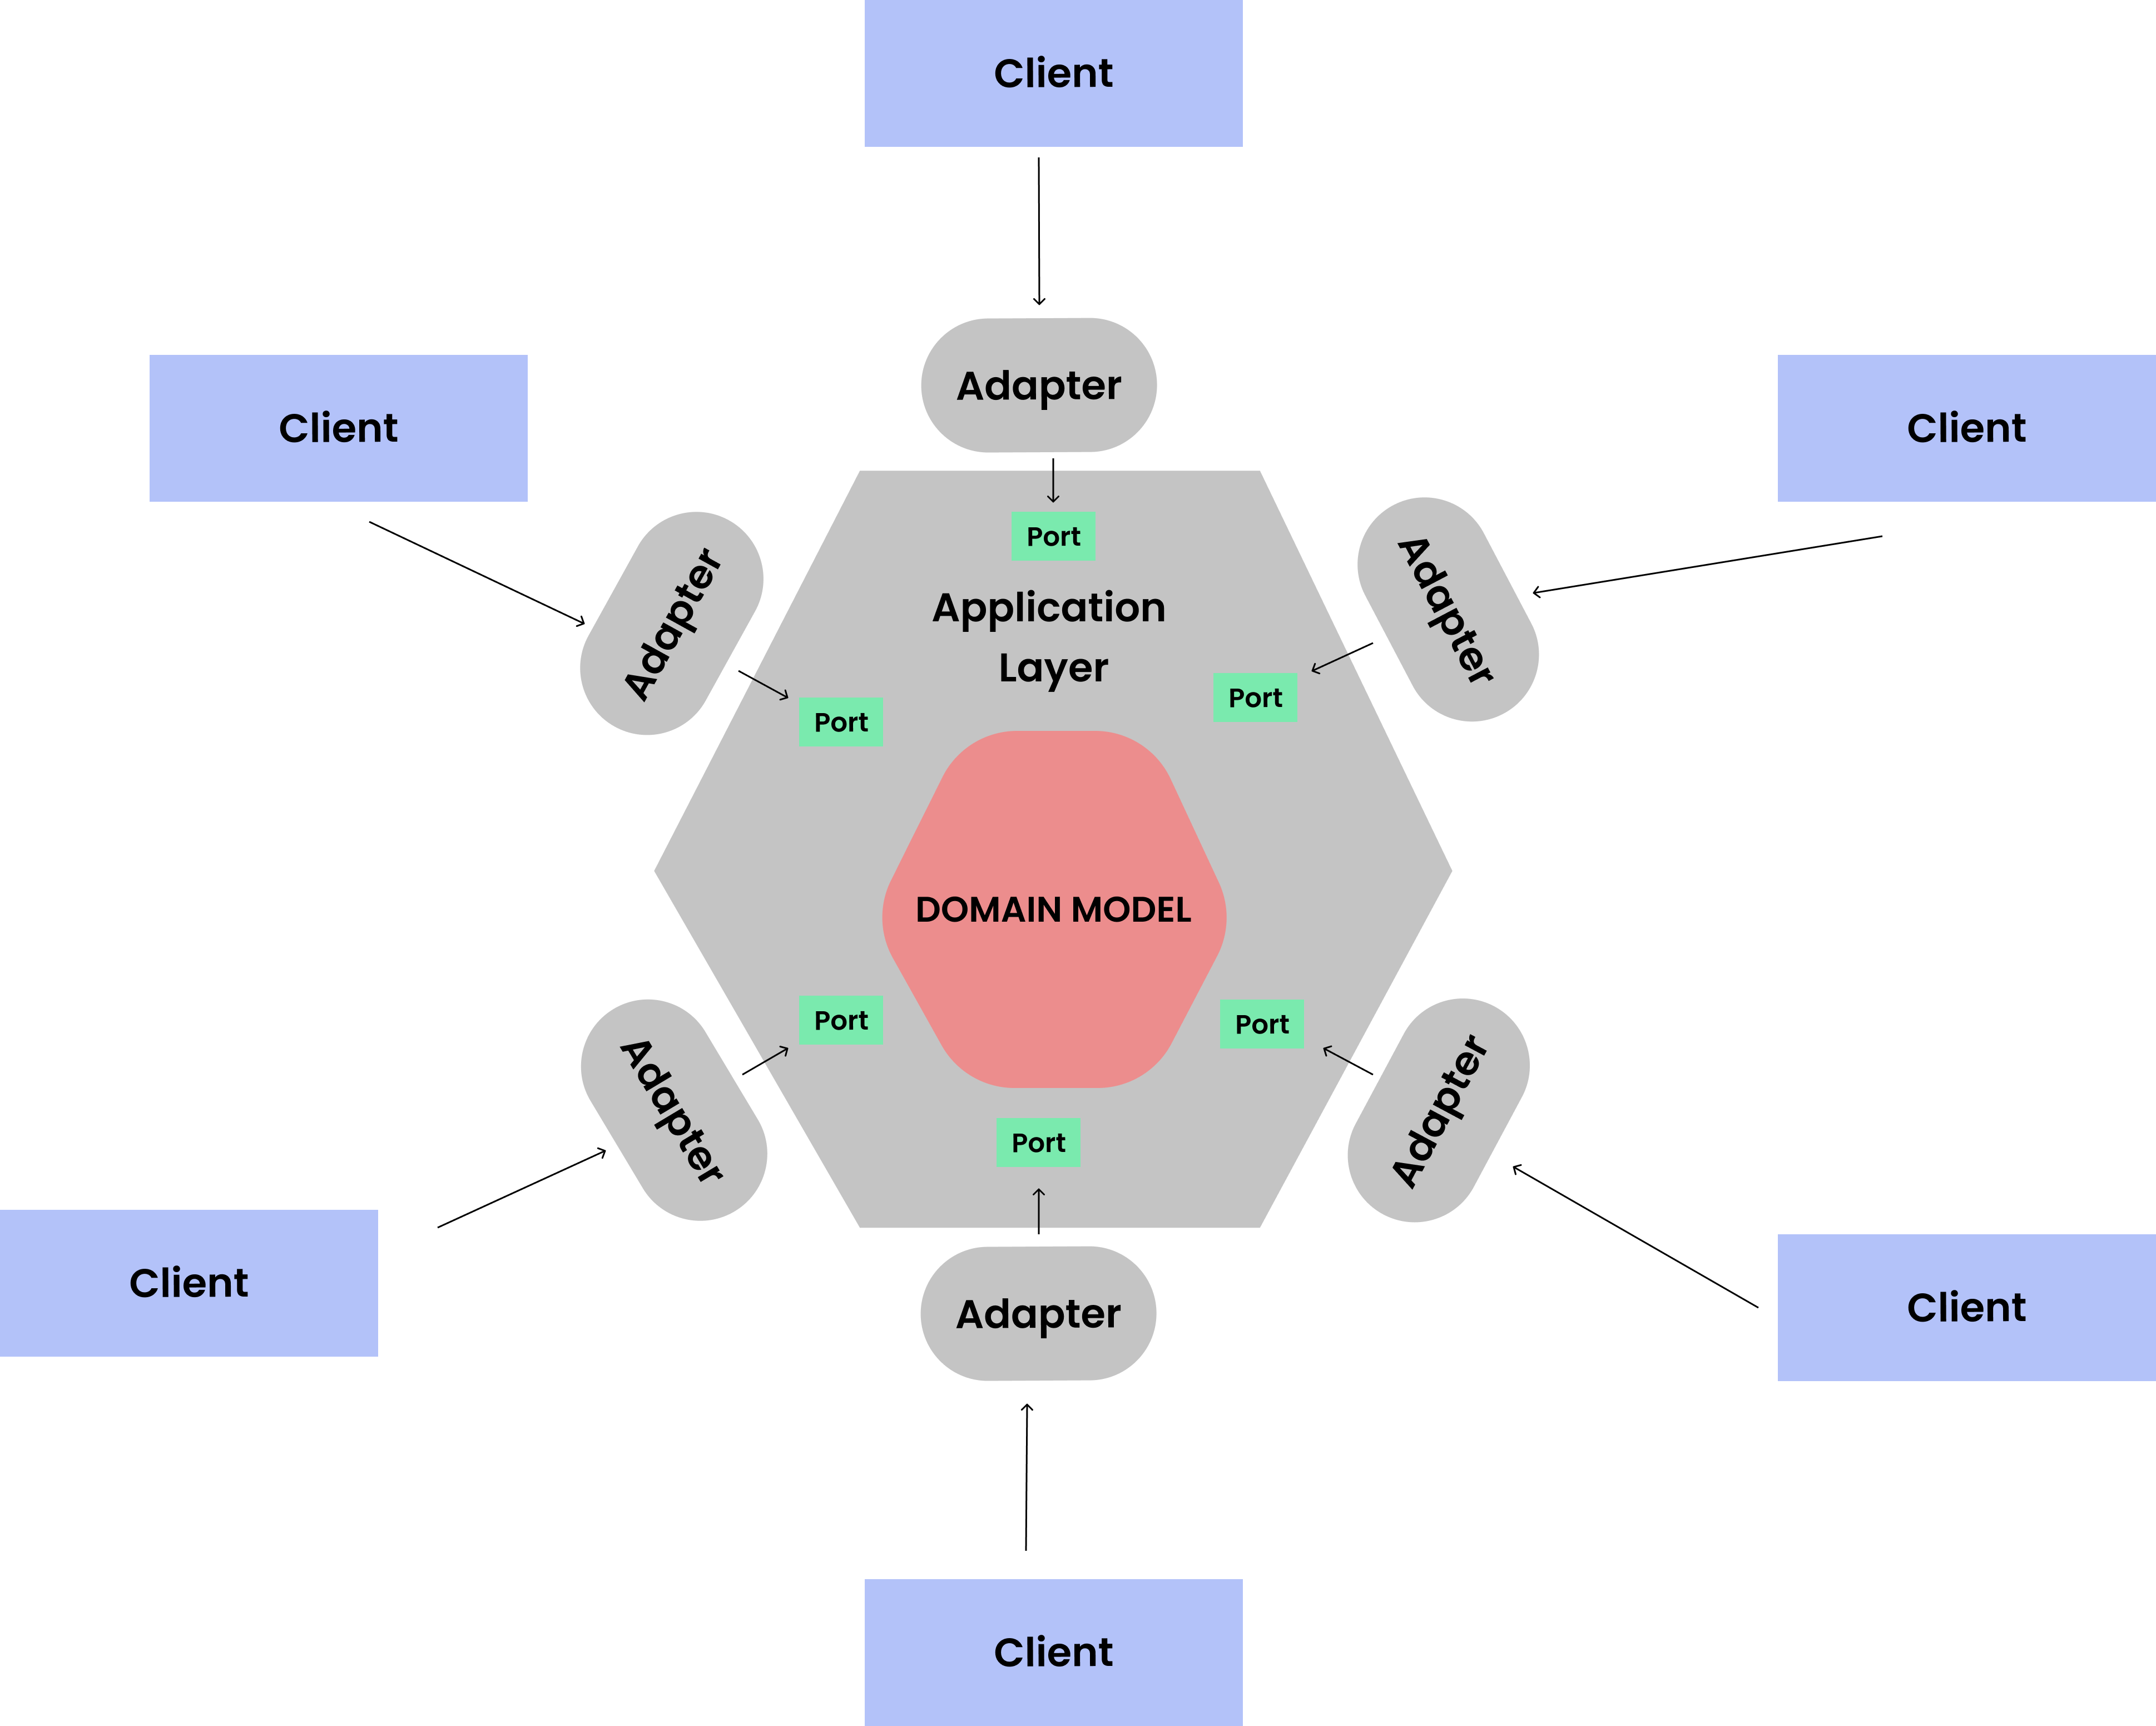 Client
Adapter
Client
Client
Adapter
Adapter
Port
Application
Layer
Port
Port
DOMAIN MODEL
Port
Port
Adapter
Adapter
Port
Client
Client
Adapter
Client